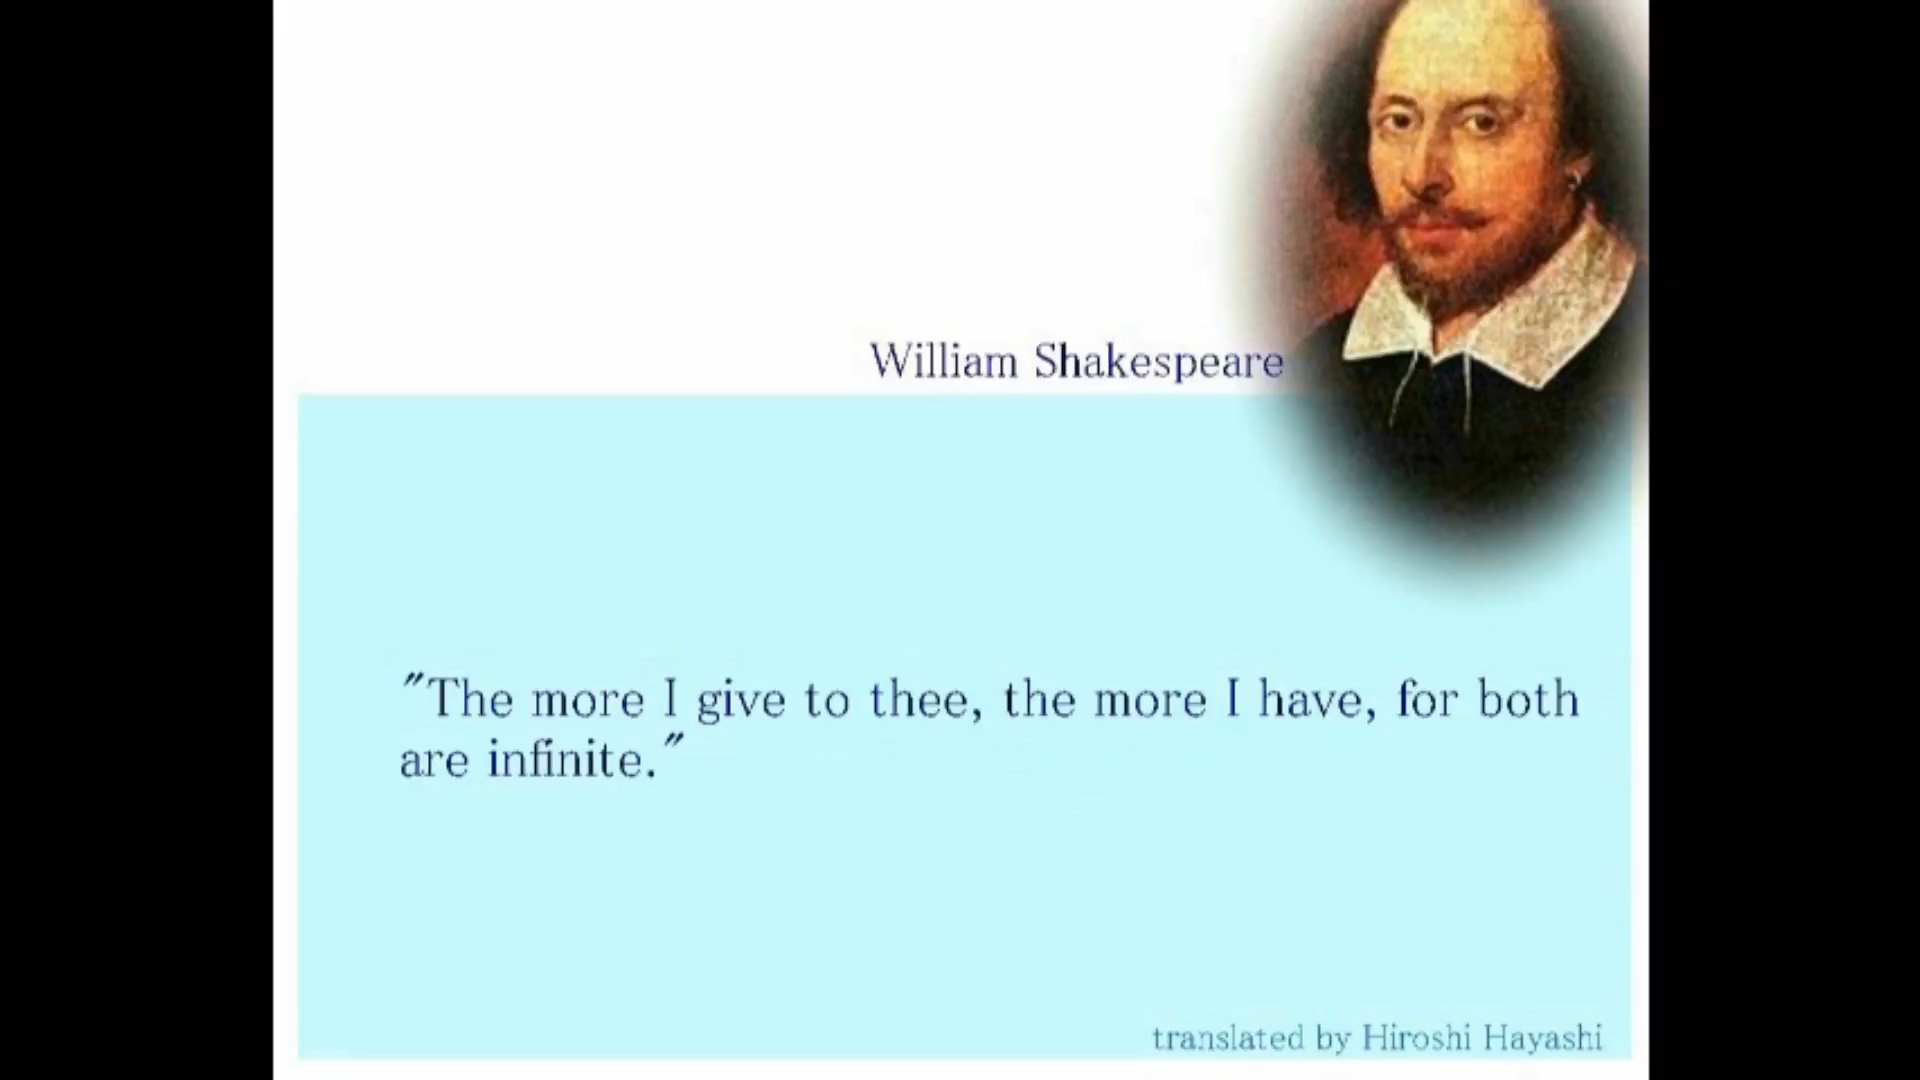 William Shakespeare
"The more I give to thee, the more I have, for both
are infinite."
translated by Hiroshi Hayashi